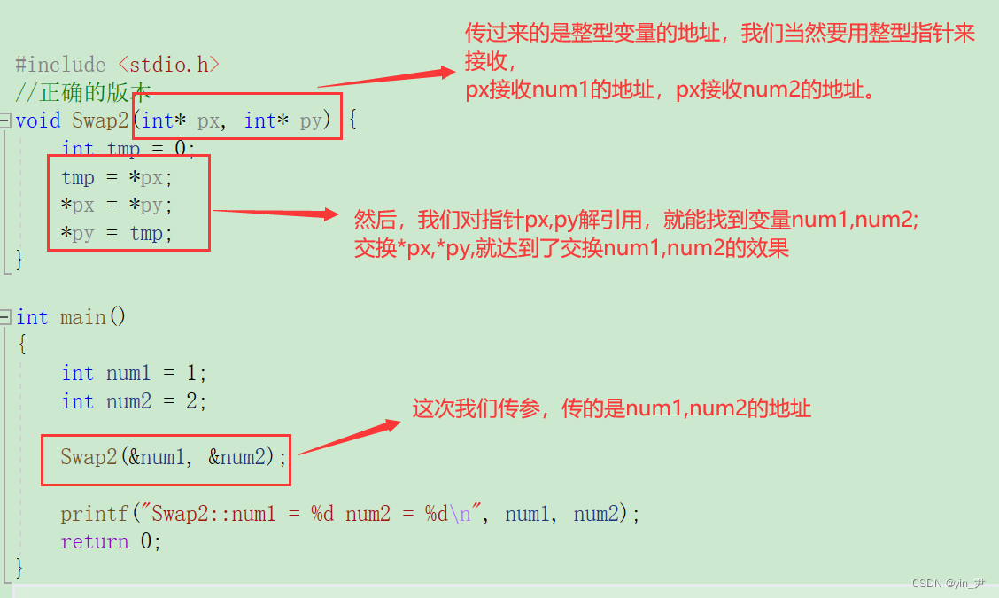 传过来的是整型变量的地址，我们当然要用整型指针来
接收，
px接收num1的地址，px接收num2的地址。
#include <stdio.h>
//正确的版本
void Swap2(int* px, int* py) {
int tmp = 0;
tmp = *px;
*px = *py;
*py = tmp;
}
然后，我们对指针px,py解引用，就能找到变量num1,num2;
交换*px,*py,就达到了交换num1,num2的效果
int main()
{
int num1 = 1;
int num2 = 2;
这次我们传参，传的是num1,num2的地址
Swap2(&num1, &num2);
printf("Swap2::num1 = %d num2 = %d\n", num1, num2);
return 0;
}
CSDN @yin_尹